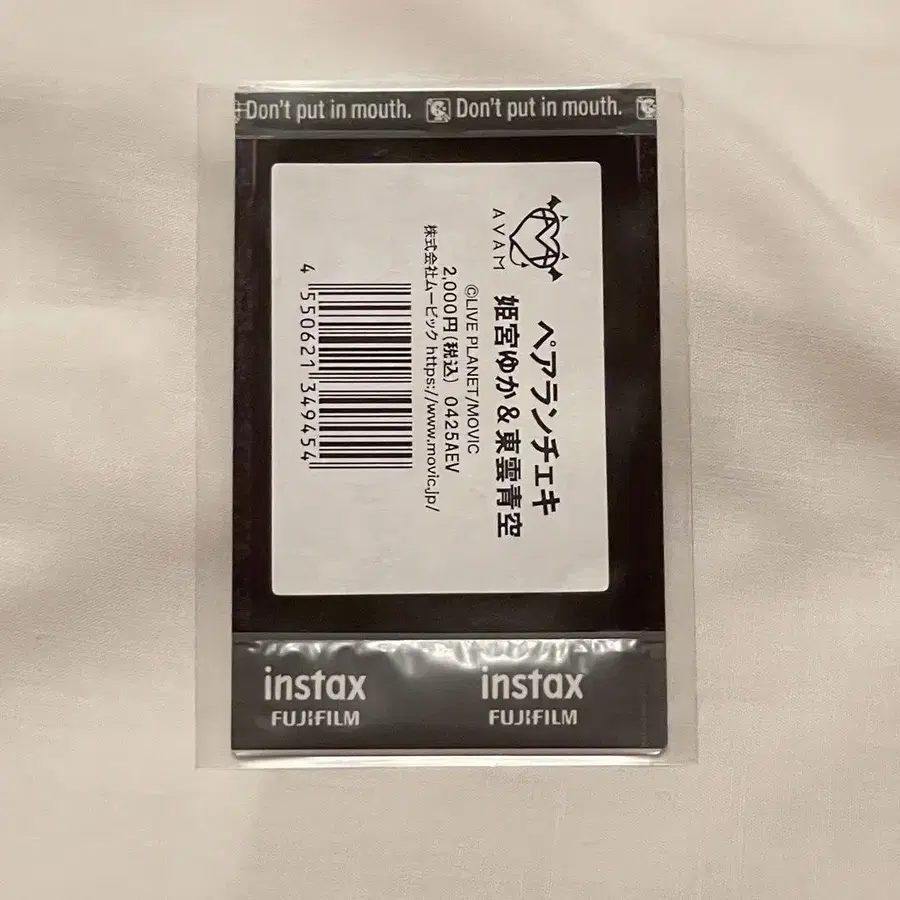 Don't put in mouth. Don't put in mouth.
AVAM
ペアランチェキ
姫宮ゆか&東雲青空
©LIVE PLANET/MOVIC
2,000円(税込) 0425AEV
株式会社ムービック https://www.movic.jp/
4 550621 349454
instax instax
FUJIFILM FUJIFILM